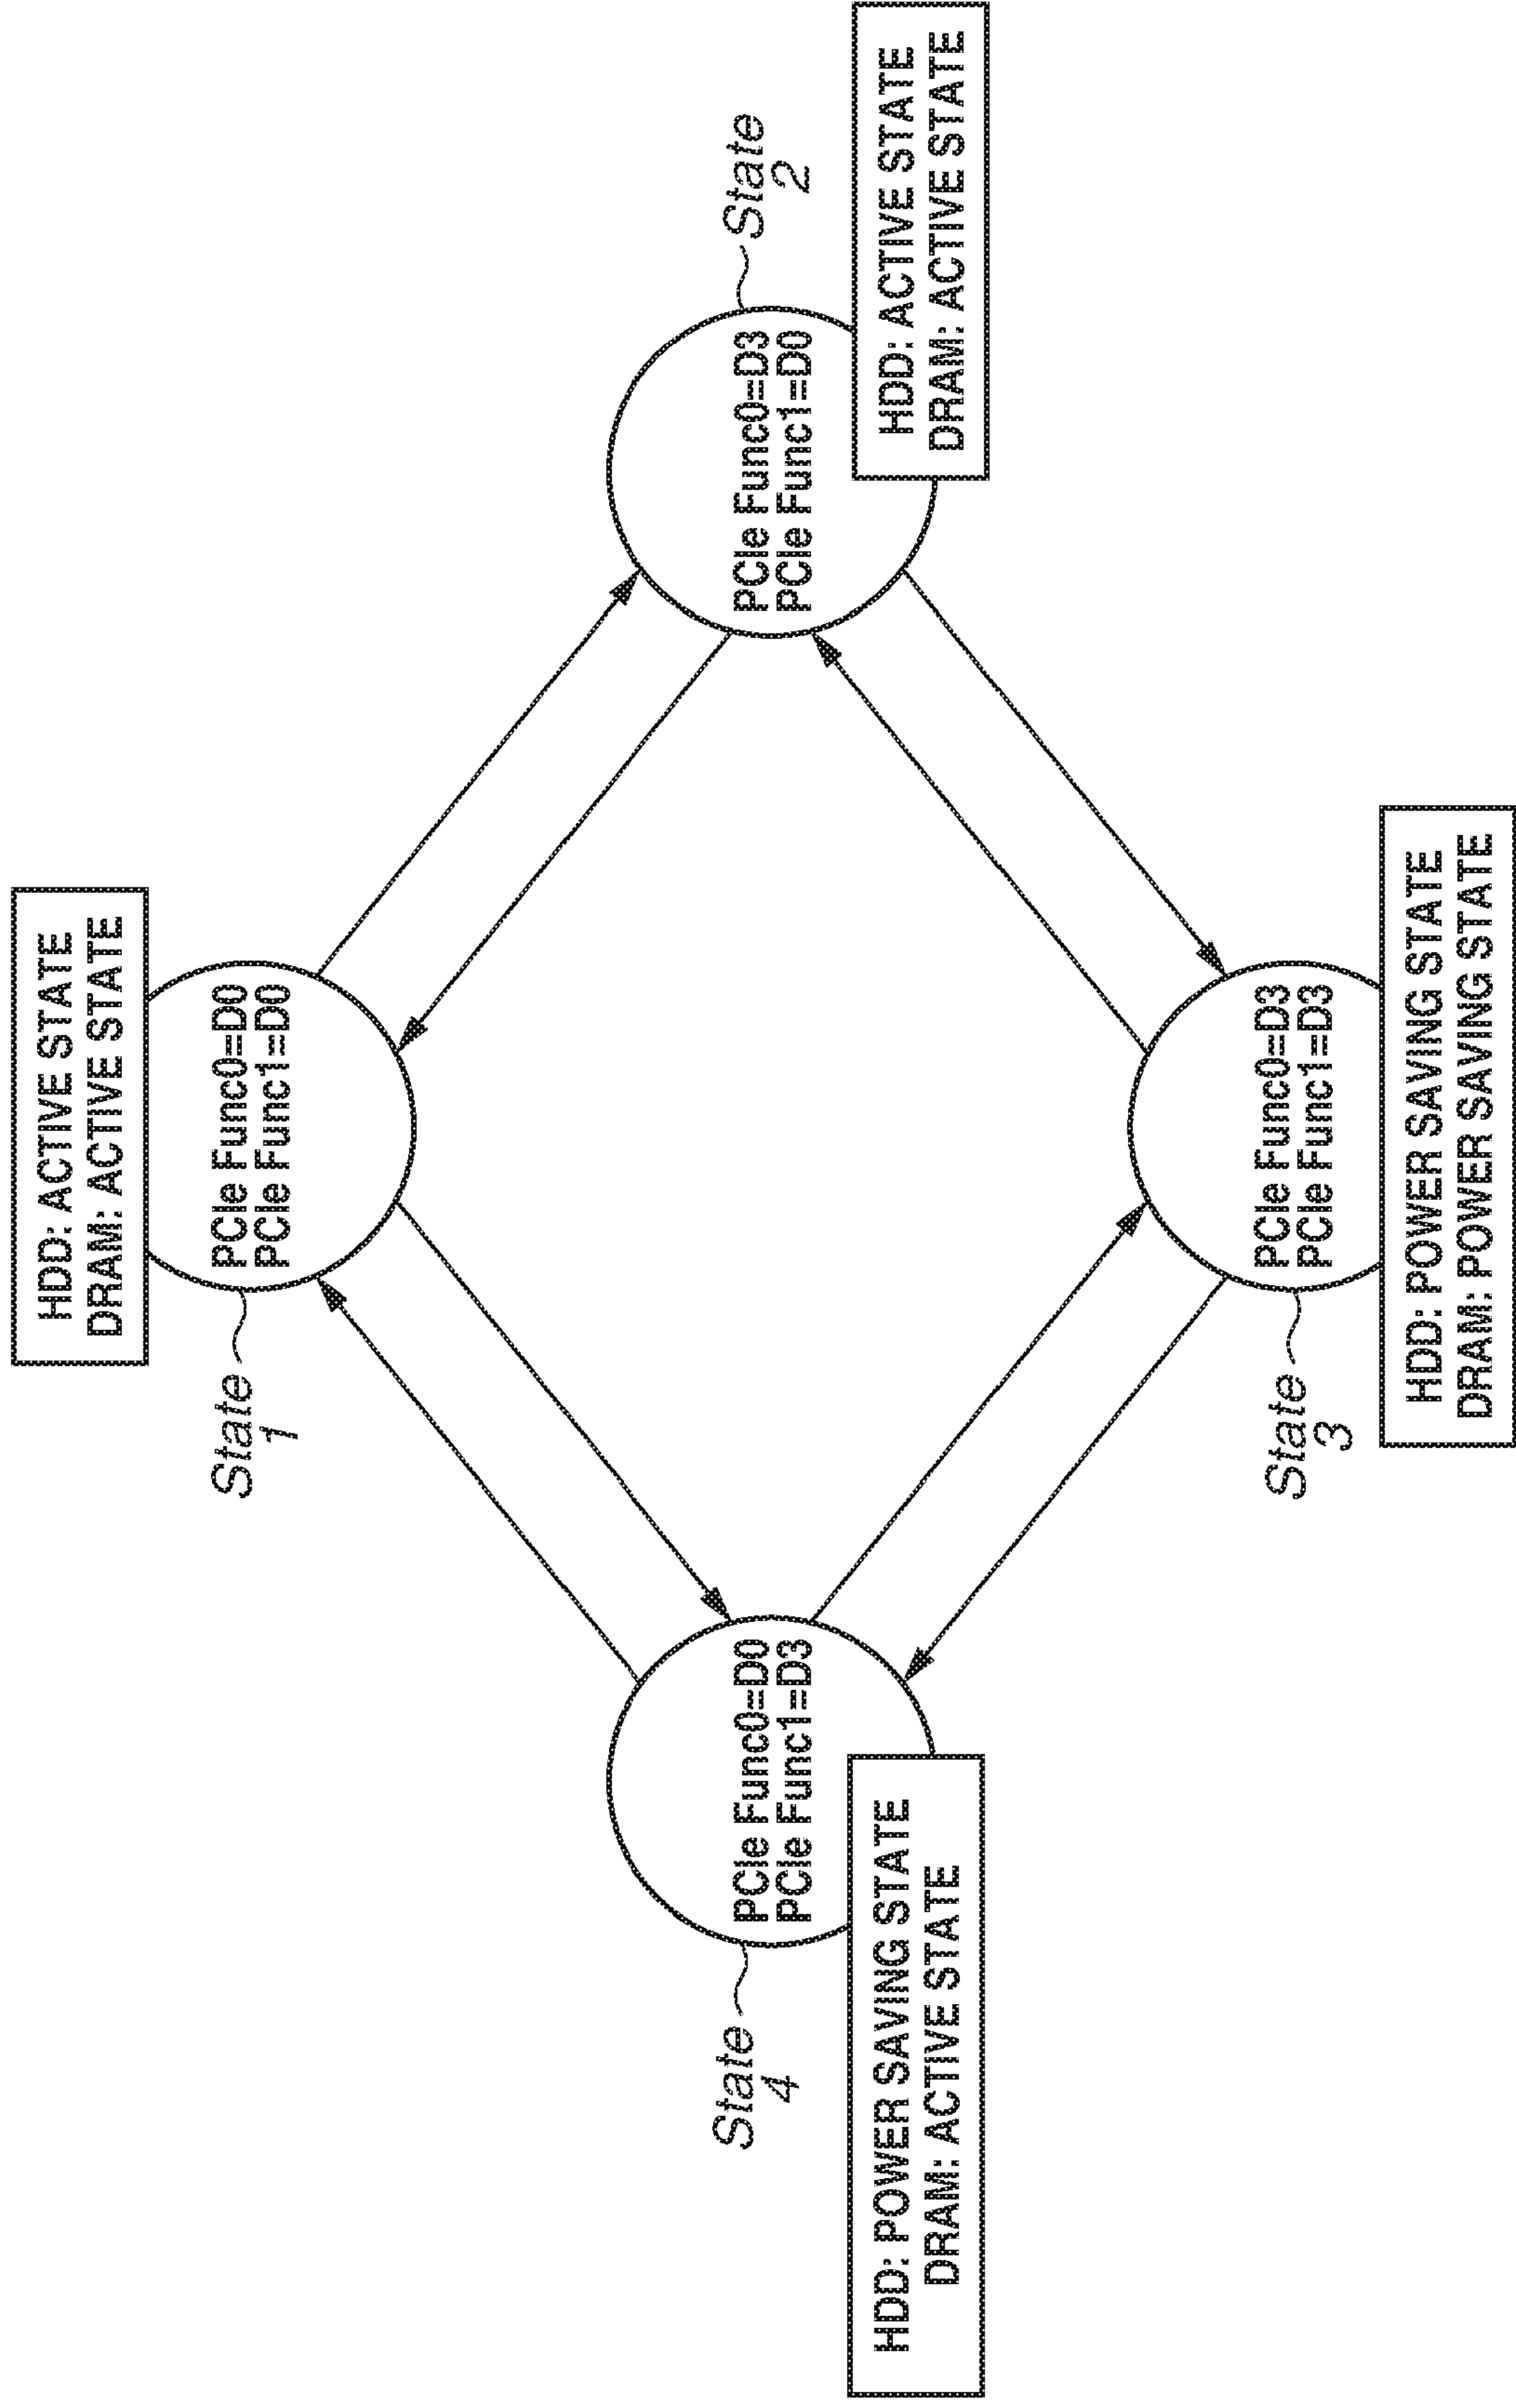 HDD: ACTIVE STATE
DRAM: ACTIVE STATE
PCIe Func0=D0
PCIe Func1=D0
State
1
PCIe Func0=D0
PCIe Func1=D3
State
4
HDD: POWER SAVING STATE
DRAM: ACTIVE STATE
PCIe Func0=D3
PCIe Func1=D0
State
2
HDD: ACTIVE STATE
DRAM: ACTIVE STATE
PCIe Func0=D3
PCIe Func1=D3
State
3
HDD: POWER SAVING STATE
DRAM: POWER SAVING STATE